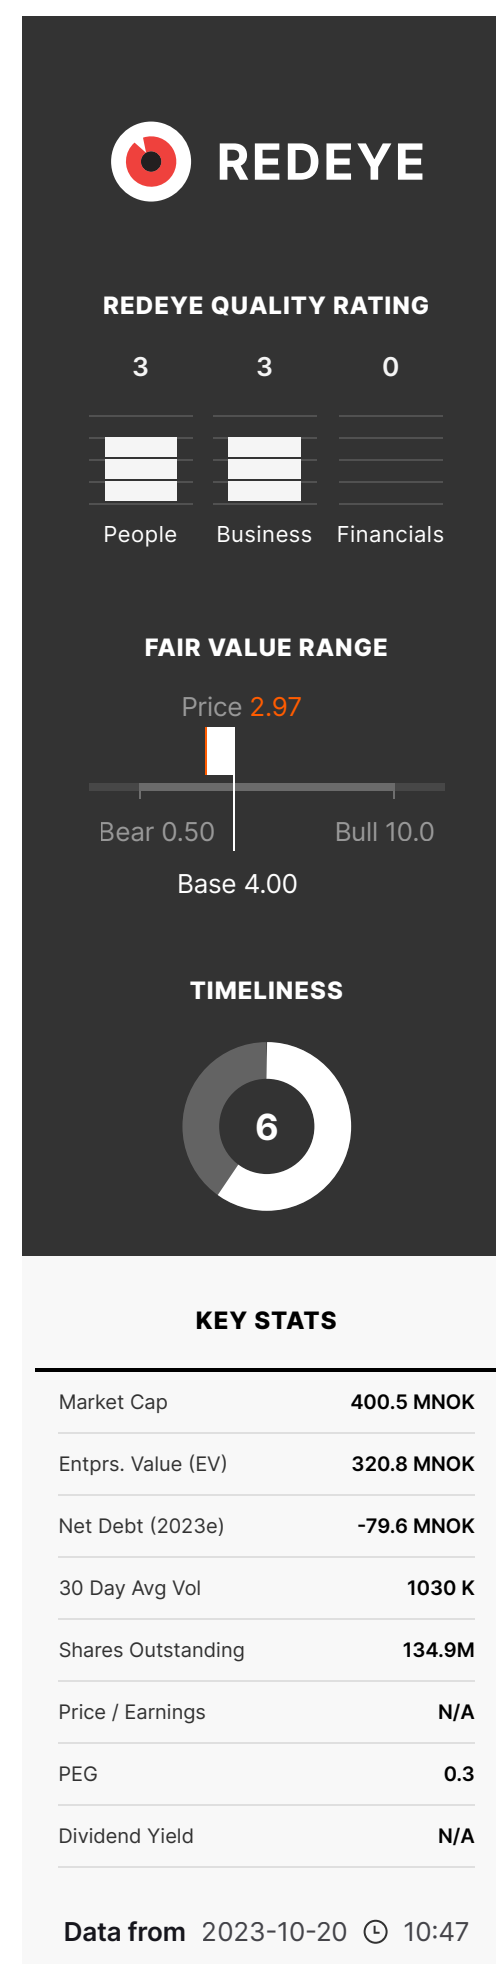 REDEYE
REDEYE QUALITY RATING
3 3 0
People Business Financials
FAIR VALUE RANGE
Price 2.97
Bear 0.50 Bull 10.0
Base 4.00
TIMELINESS
6
KEY STATS
Market Cap 400.5 MNOK
Entprs. Value (EV) 320.8 MNOK
Net Debt (2023e) -79.6 MNOK
30 Day Avg Vol 1030 K
Shares Outstanding 134.9M
Price / Earnings N/A
PEG 0.3
Dividend Yield N/A
Data from 2023-10-20 10:47